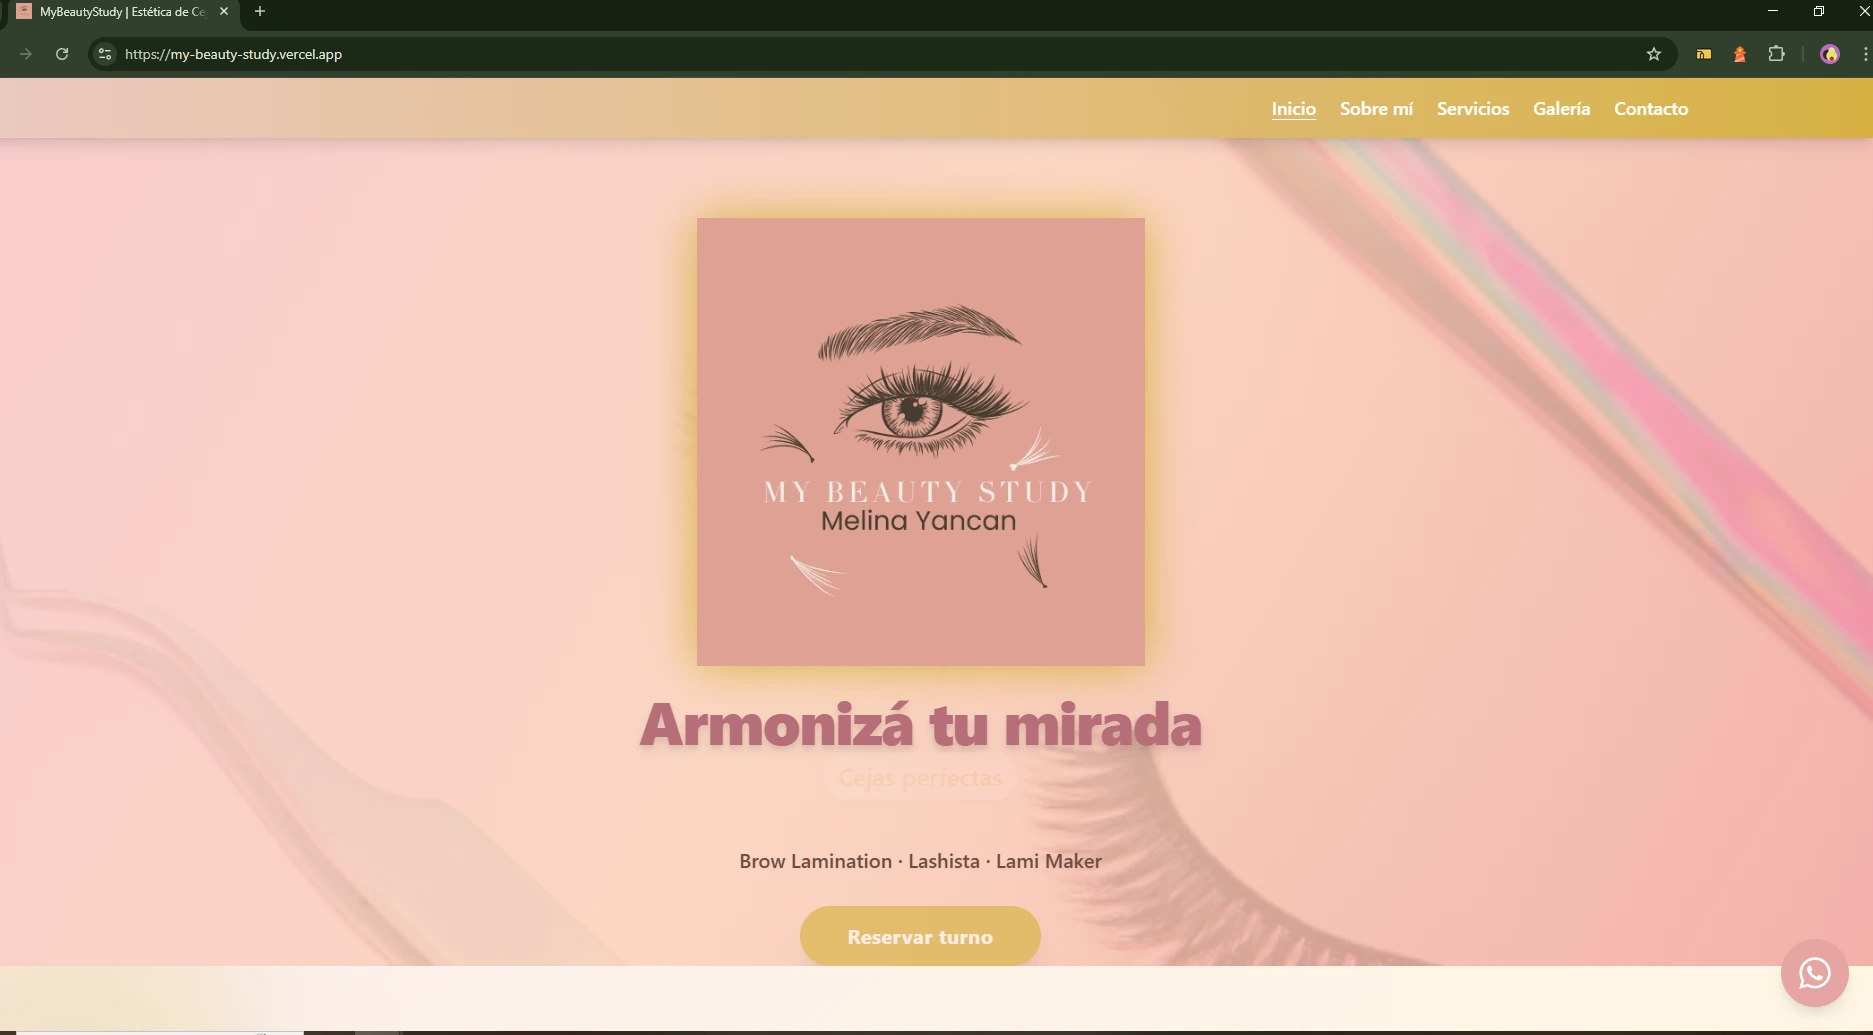 MyBeautyStudy | Estética de Ce
https://my-beauty-study.vercel.app
Inicio Sobre mí Servicios Galería Contacto
MY BEAUTY STUDY
Melina Yancan
Armonizá tu mirada
Cejas perfectas
Brow Lamination · Lashista · Lami Maker
Reservar turno